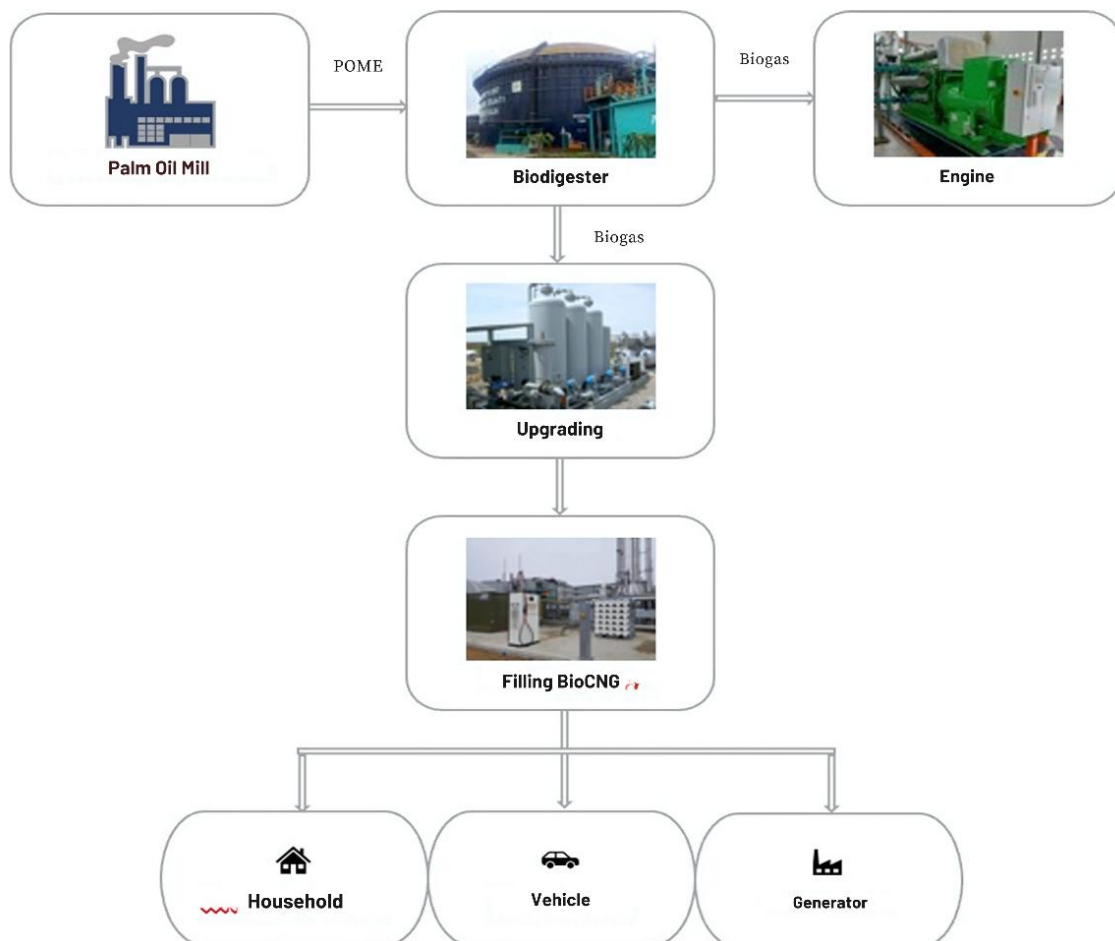 POME
Biogas
Palm Oil Mill
Biodigester
Engine
Biogas
Upgrading
Filling BioCNG
Household
Vehicle
Generator